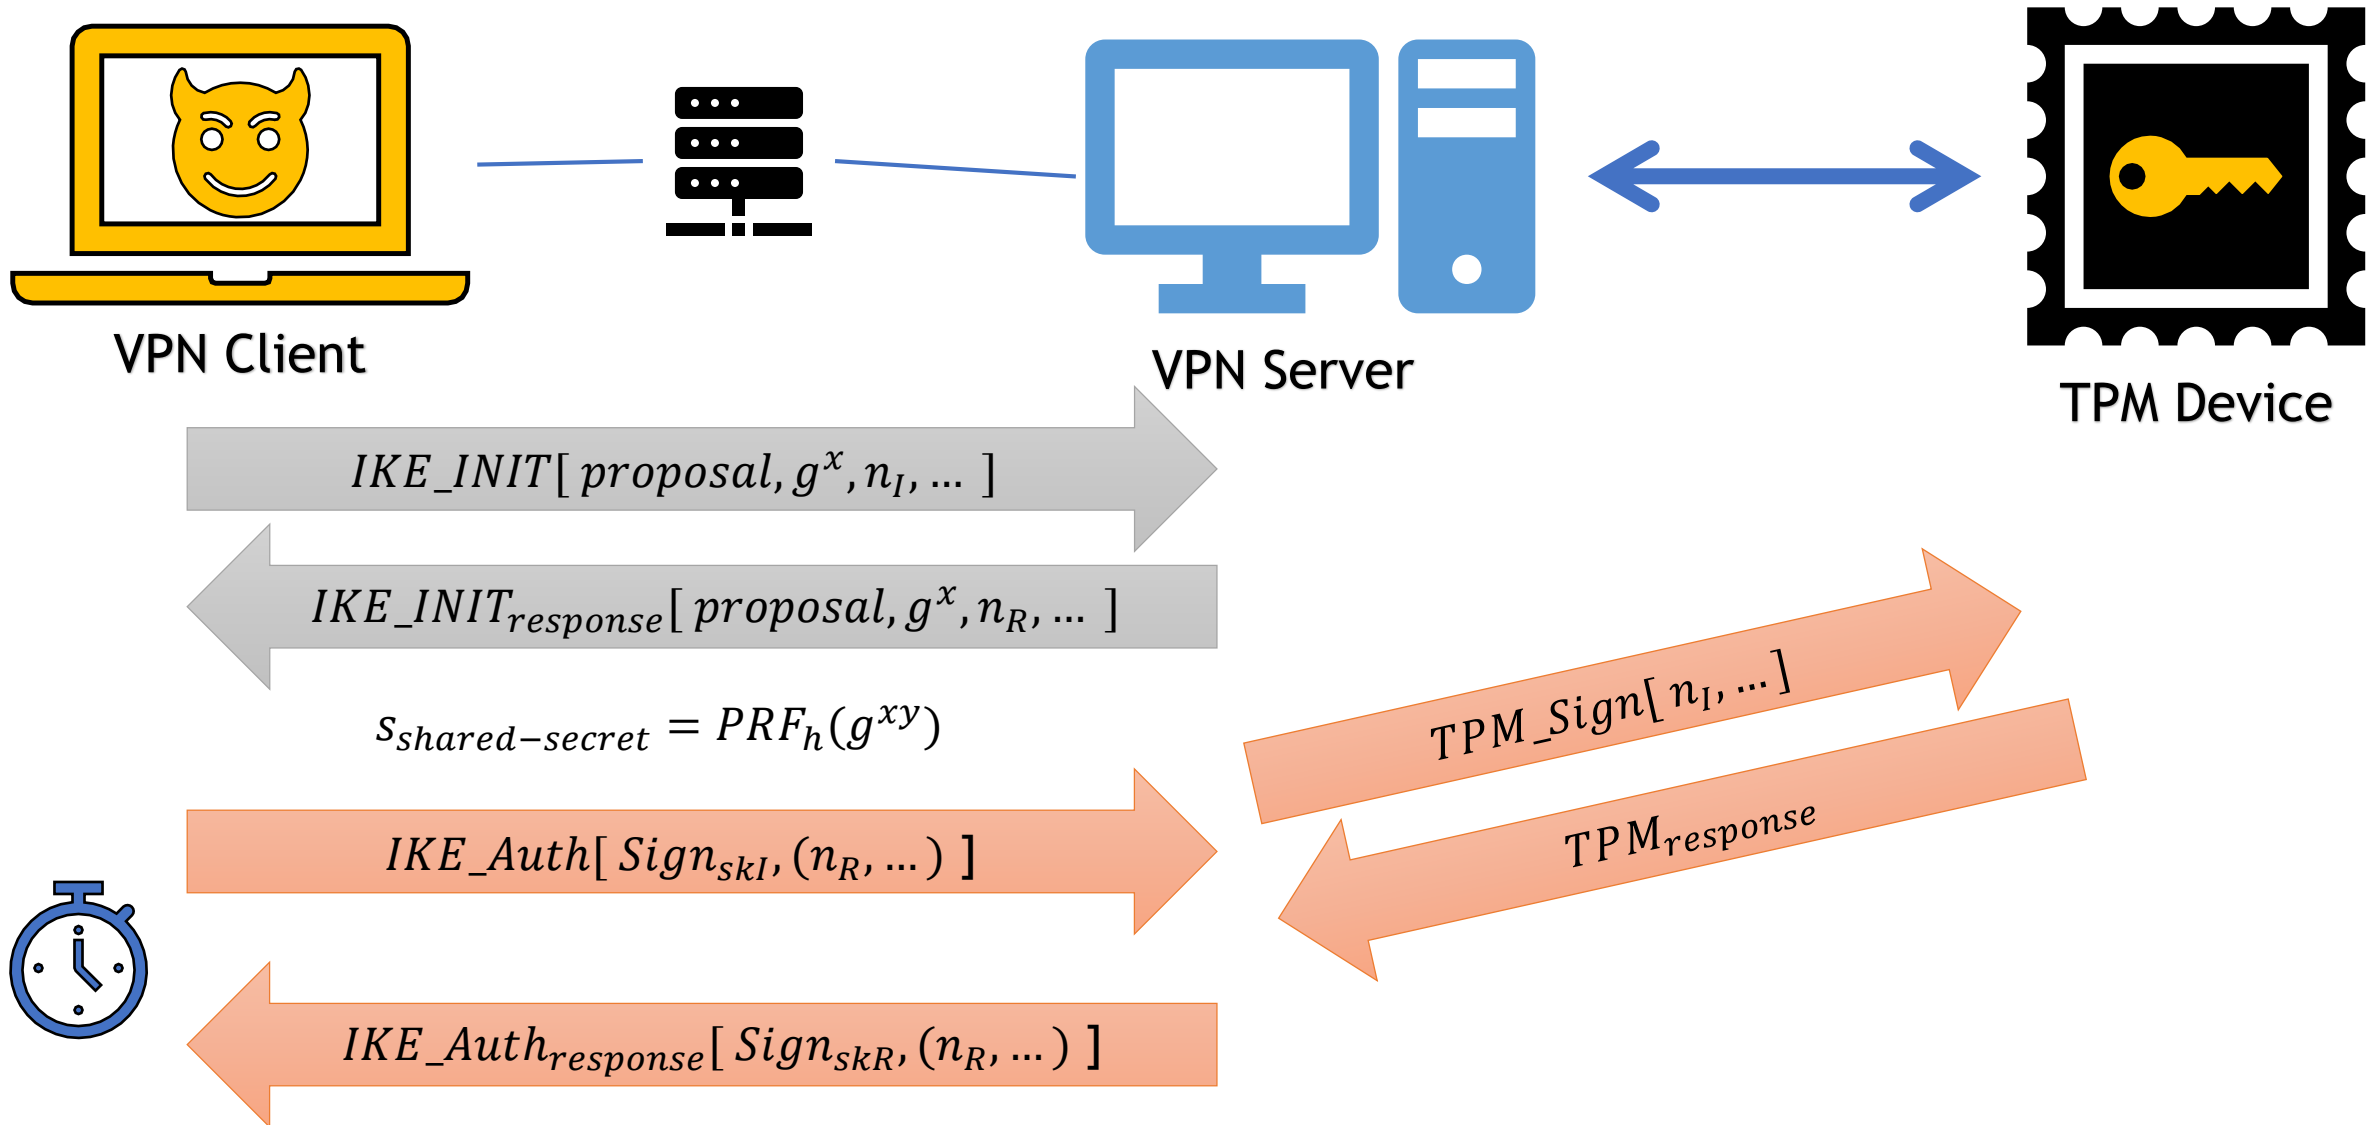 VPN Client
VPN Server
TPM Device
IKE_INIT[ proposal, g^x, n_I, … ]
IKE_INIT_response[ proposal, g^x, n_R, … ]
s_shared−secret = PRF_h(g^xy)
TPM_Sign[ n_I, … ]
TPM_response
IKE_Auth[ Sign_skI, (n_R, … ) ]
IKE_Auth_response[ Sign_skR, (n_R, … ) ]